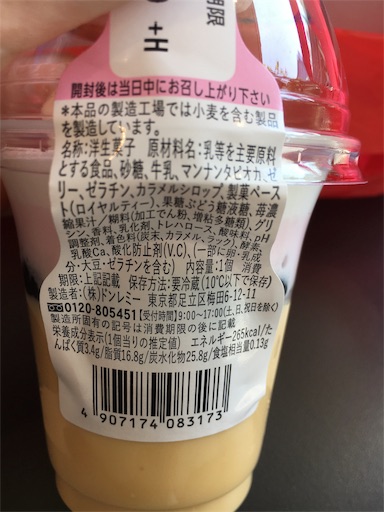 期限
+H
開封後は当日中にお召し上がり下さい
*本品の製造工場では小麦を含む製品
を製造しています。
名称:洋生菓子 原材料名:乳等を主要原料
とする食品、砂糖、牛乳、マンナンタピオカ、ゼ
リー、ゼラチン、カラメルシロップ、製菓ペース
ト(ロイヤルティー)、果糖ぶどう糖液糖、苺濃
縮果汁/糊料(加工でん粉、増粘多糖類)、グリ
シン、香料、乳化剤、トレハロース、酸味料、pH
調整剤、着色料(炭末、カラメル、ラック)、酵素、
乳酸Ca、酸化防止剤(V.C)、(一部に卵・乳成
分・大豆・ゼラチンを含む) 内容量:1個 消費
期限:上記記載 保存方法:要冷蔵(10℃以下で保存)
製造者:(株)ドンレミー 東京都足立区梅田6-12-11
0120-805451【受付時間】9:00〜17:00(土、日、祝日を除く)
製造所固有の記号は消費期限の後に記載
栄養成分表示(1個当りの推定値) エネルギー265kcal/た
んぱく質3.4g/脂質16.8g/炭水化物25.8g/食塩相当量0.13g
4 907174 083173